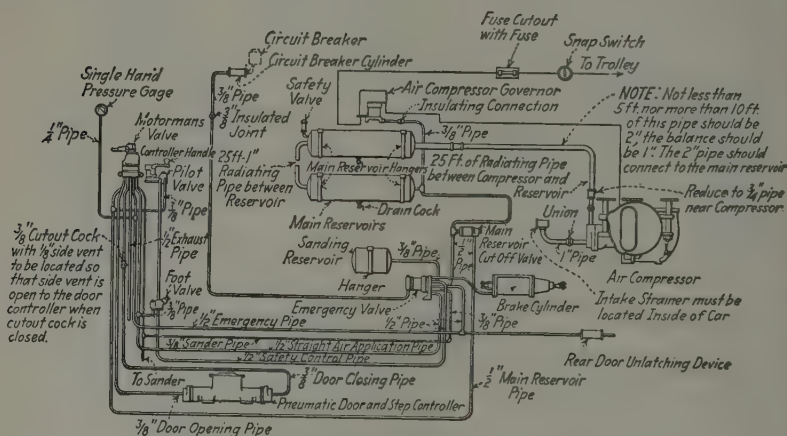 Circuit Breaker
Circuit Breaker Cylinder
Fuse Cutout
with Fuse
Snap Switch
To Trolley
Single Hand
Pressure Gage
Motormans
Valve
Controller Handle
Pilot
Valve
1/4" Pipe
3/8" Pipe
3/8" Insulated
Joint
Safety
Valve
Air Compressor Governor
Insulating Connection
3/8" Pipe
NOTE: Not less than
5 ft. nor more than 10 ft.
of this pipe should be
2", the balance should
be 1". The 2" pipe should
connect to the main reservoir
25 ft.-1"
Radiating
Pipe between
Reservoir
Main Reservoir Hangers
25 Ft. of Radiating Pipe
between Compressor and
Reservoir
Reduce to 3/4" pipe
near Compressor.
Main Reservoirs
Drain Cock
Union
1" Pipe
Air Compressor
3/8" Pipe
1/2" Exhaust
Pipe
3/8" Cutout Cock
with 1/8" side vent
to be located so
that side vent is
open to the door
controller when
cutout cock is
closed.
Sanding
Reservoir
Hanger
3/8" Pipe
1/2" Pipe
Main
Reservoir
Cut Off Valve
Emergency Valve
Brake Cylinder
Intake Strainer must be
located Inside of Car
Foot
Valve
3/8" Pipe
1/2" Emergency Pipe
1/2" Pipe
3/8" Pipe
3/8" Sander Pipe
1/2" Straight Air Application Pipe
1/2" Safety Control Pipe
Rear Door Unlatching Device
To Sander
3/8" Door Closing Pipe
1/2" Main Reservoir
Pipe
Pneumatic Door and Step Controller
3/8" Door Opening Pipe